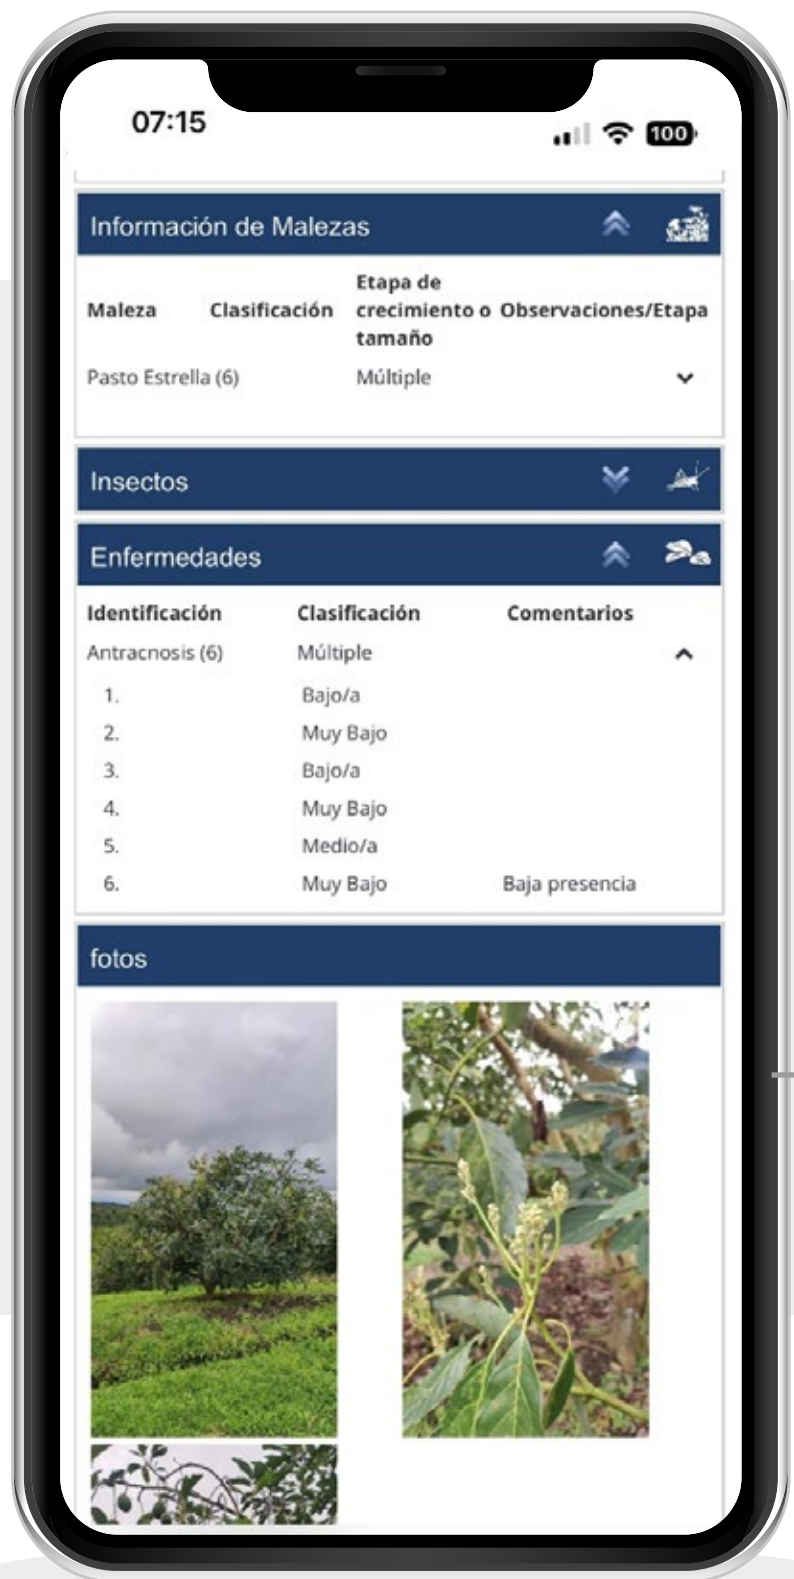 07:15
100
Información de Malezas
Maleza Clasificación Etapa de crecimiento o tamaño Observaciones/Etapa
Pasto Estrella (6) Múltiple
Insectos
Enfermedades
Identificación Clasificación Comentarios
Antracnosis (6) Múltiple
1. Bajo/a
2. Muy Bajo
3. Bajo/a
4. Muy Bajo
5. Medio/a
6. Muy Bajo Baja presencia
fotos